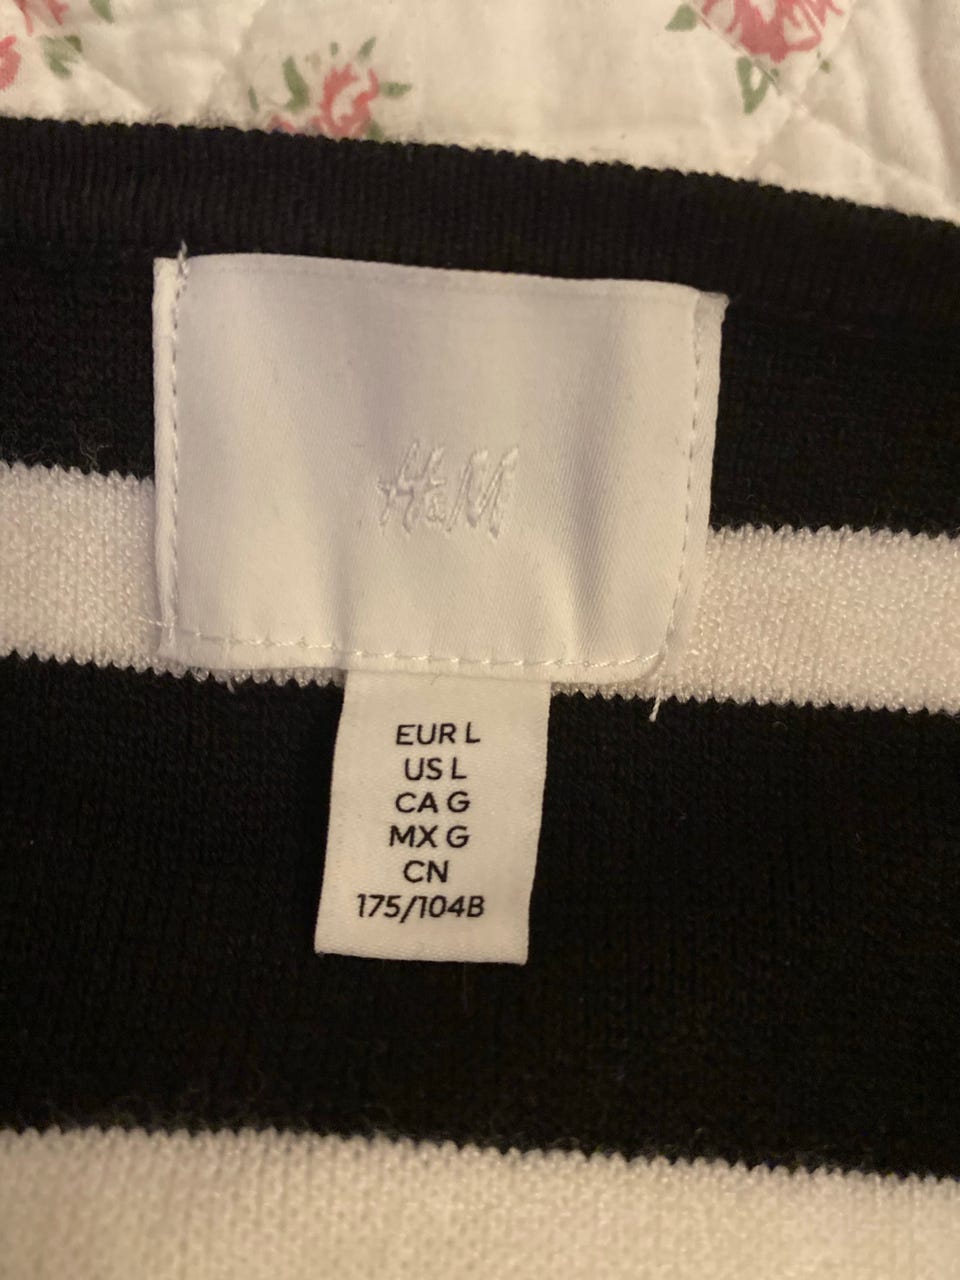 H&M
EUR L
US L
CA G
MX G
CN
175/104B